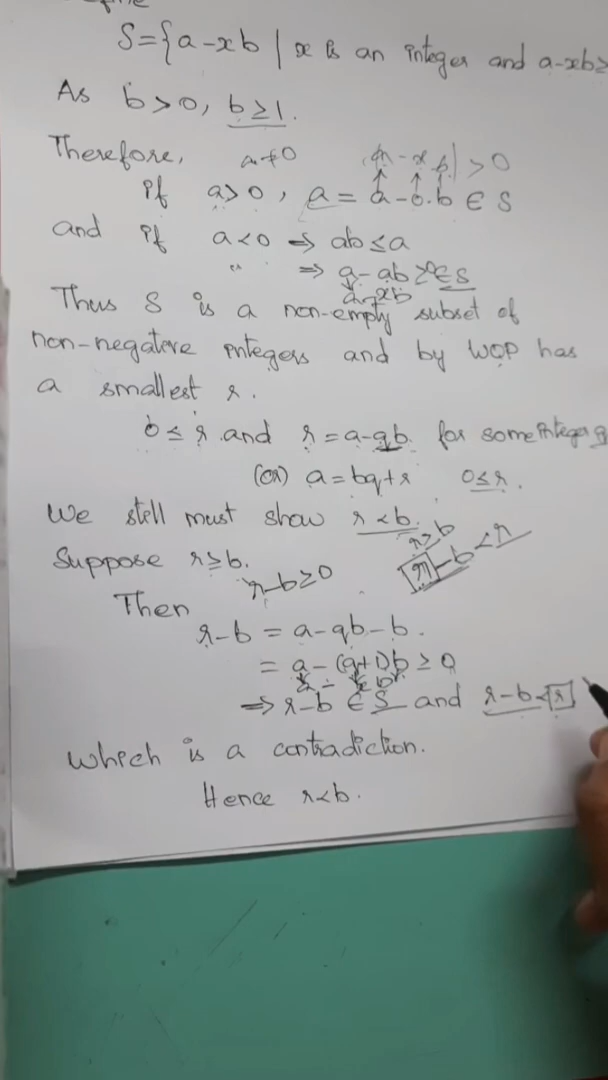 S={a-xb | x is an integer and a-xb≥
As b>0, b≥1.
Therefore, a≠0
if a>0, a = a-0.b ∈ S
and if a<0 ⇒ ab≤a
⇒ a-ab≥0∈S
a-xb
Thus S is a non-empty subset of
non-negative integers and by WOP has
a smallest r.
0≤r and r=a-qb for some integer q
(or) a=bq+r 0≤r.
We still must show r<b.
r≥b
Suppose r≥b. r-b≥0 r-b<r
Then
r-b = a-qb-b.
= a-(q+1)b ≥ 0
⇒ r-b ∈ S and r-b<r
which is a contradiction.
Hence r<b.